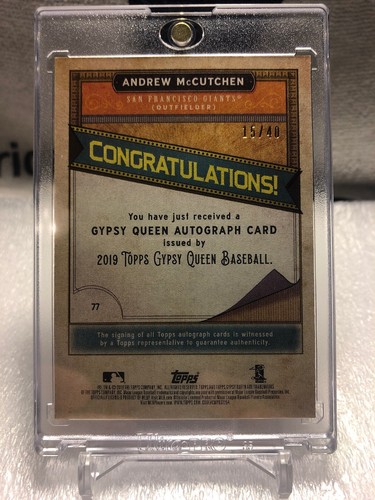 ANDREW McCUTCHEN
SAN FRANCISCO GIANTS™
(OUTFIELDER)
15/40
CONGRATULATIONS!
You have just received a
GYPSY QUEEN AUTOGRAPH CARD
issued by
2019 TOPPS GYPSY QUEEN BASEBALL.
77
The signing of all Topps autograph cards is witnessed
by a Topps representative to guarantee authenticity.
Topps